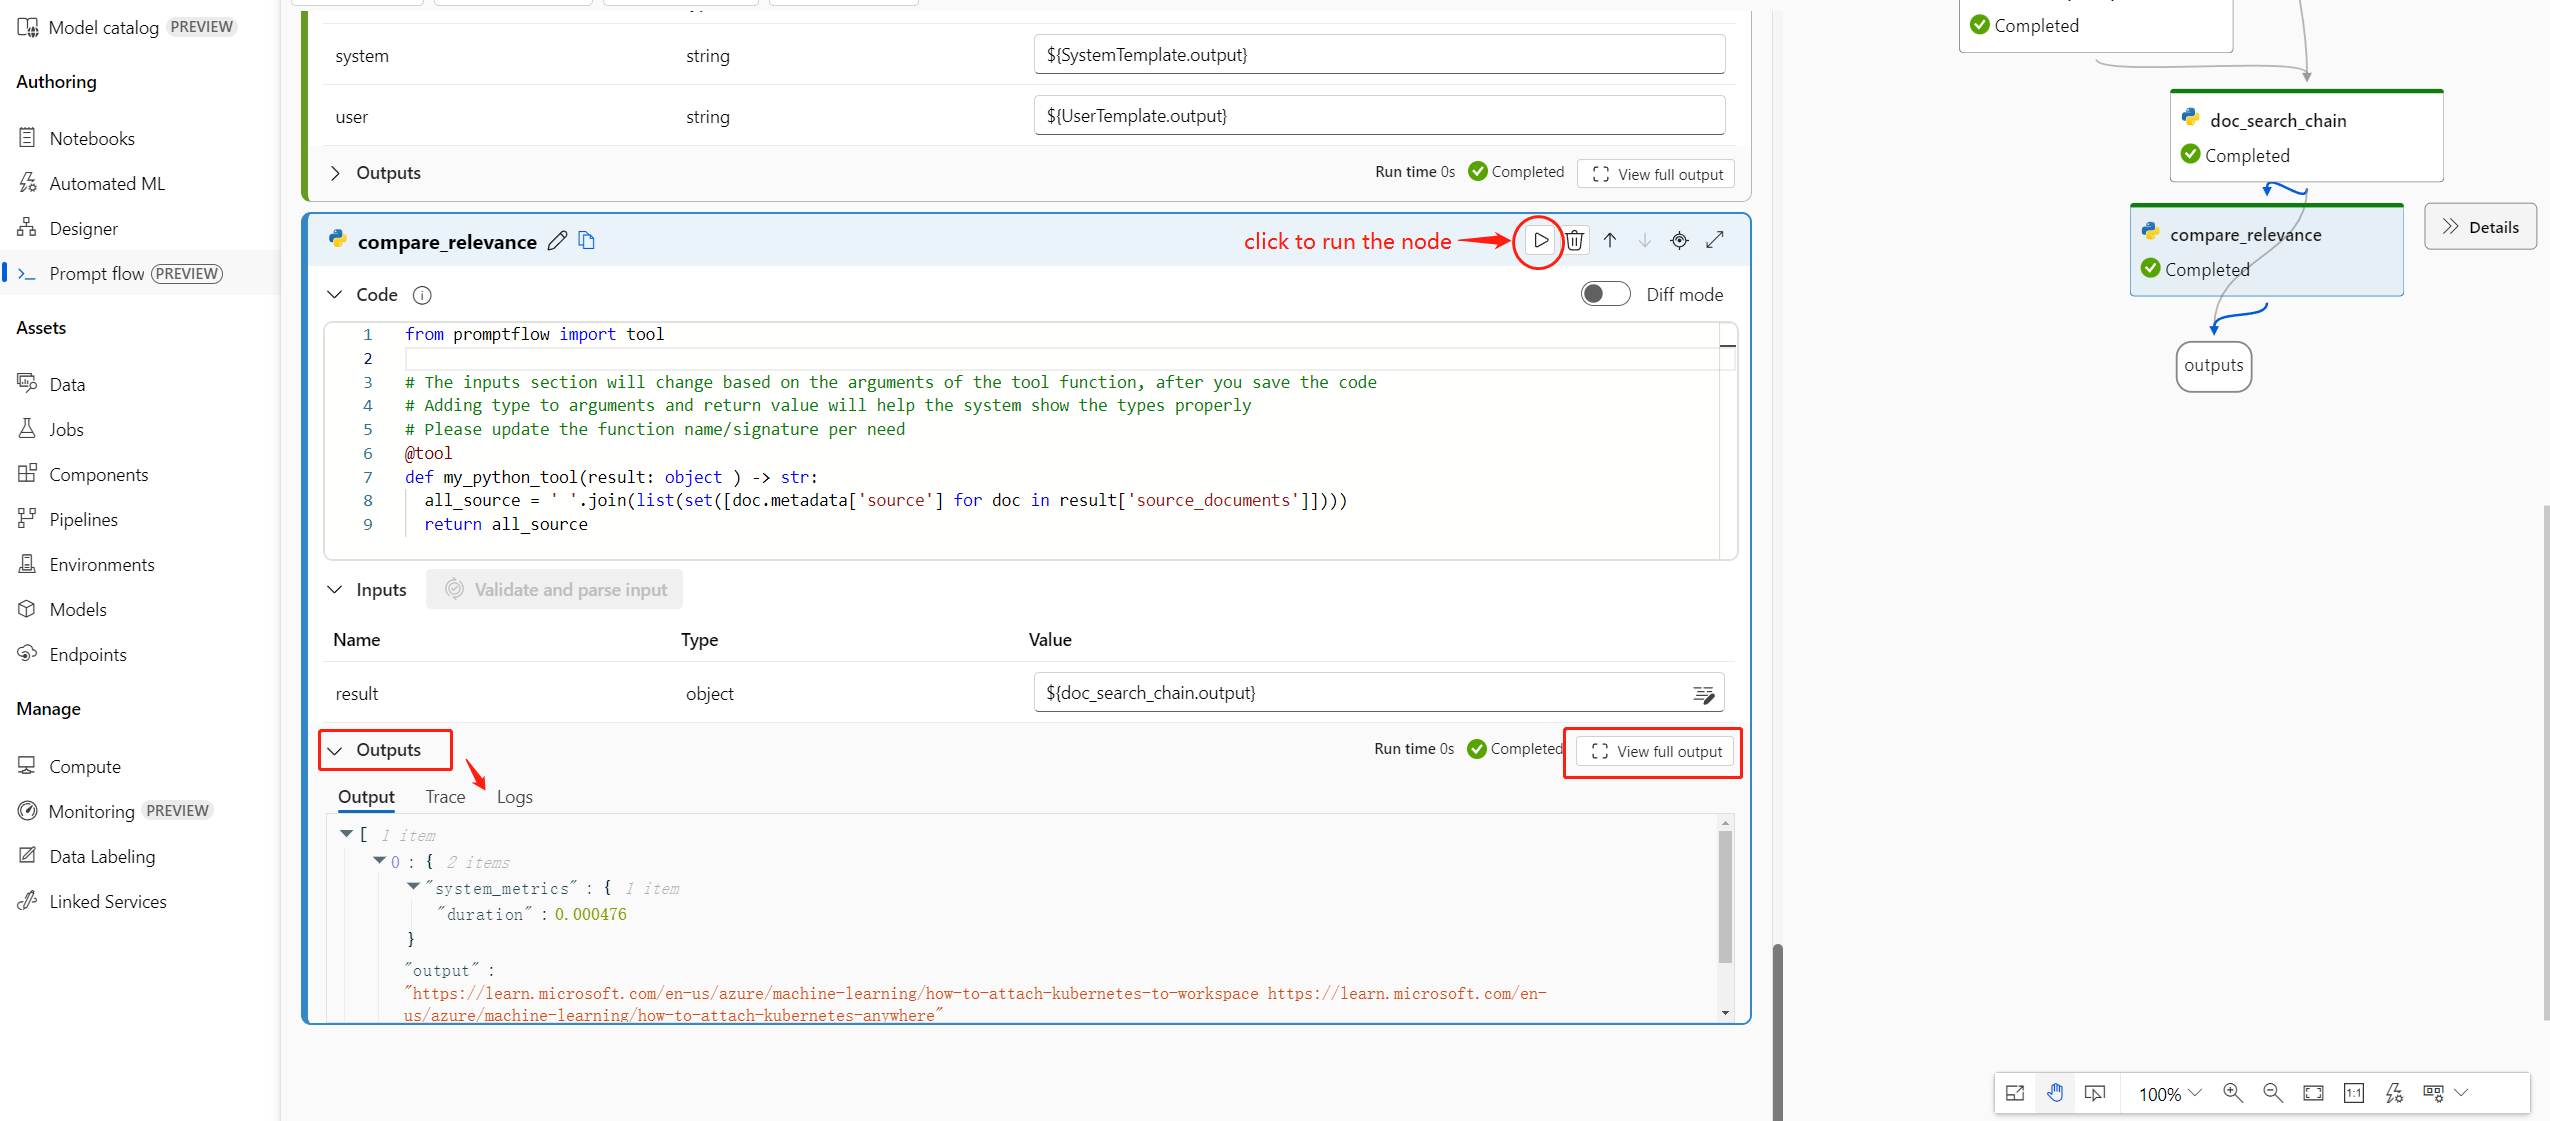 Model catalog PREVIEW
Authoring
Notebooks
Automated ML
Designer
Prompt flow PREVIEW
Assets
Data
Jobs
Components
Pipelines
Environments
Models
Endpoints
Manage
Compute
Monitoring PREVIEW
Data Labeling
Linked Services
system string ${SystemTemplate.output}
user string ${UserTemplate.output}
Outputs Run time 0s Completed View full output
compare_relevance click to run the node
Code Diff mode
1 from promptflow import tool
2
3 # The inputs section will change based on the arguments of the tool function, after you save the code
4 # Adding type to arguments and return value will help the system show the types properly
5 # Please update the function name/signature per need
6 @tool
7 def my_python_tool(result: object ) -> str:
8 all_source = ' '.join(list(set([doc.metadata['source'] for doc in result['source_documents']])))
9 return all_source
Inputs Validate and parse input
Name Type Value
result object ${doc_search_chain.output}
Outputs Run time 0s Completed View full output
Output Trace Logs
[ 1 item
0 : { 2 items
"system_metrics" : { 1 item
"duration" : 0.000476
}
"output" :
"https://learn.microsoft.com/en-us/azure/machine-learning/how-to-attach-kubernetes-to-workspace https://learn.microsoft.com/en-
us/azure/machine-learning/how-to-attach-kubernetes-anywhere"
Completed
doc_search_chain
Completed
compare_relevance
Completed
Details
outputs
100%
1:1